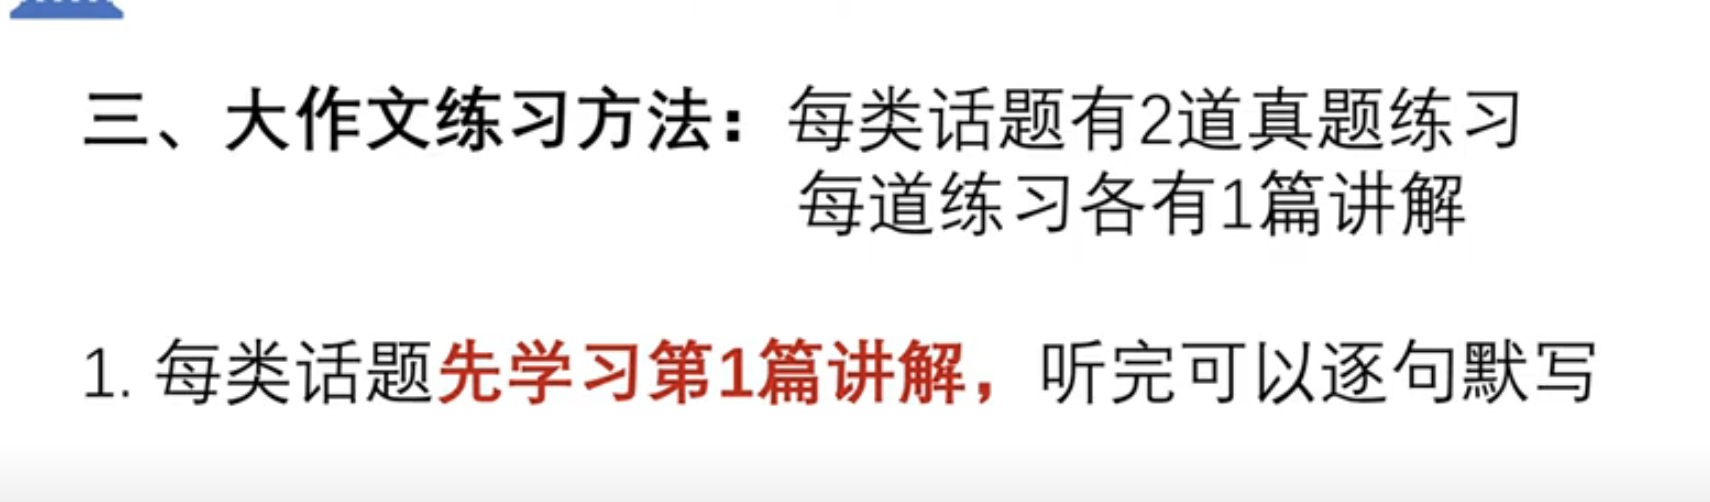 三、大作文练习方法：每类话题有2道真题练习
每道练习各有1篇讲解
1. 每类话题先学习第1篇讲解，听完可以逐句默写